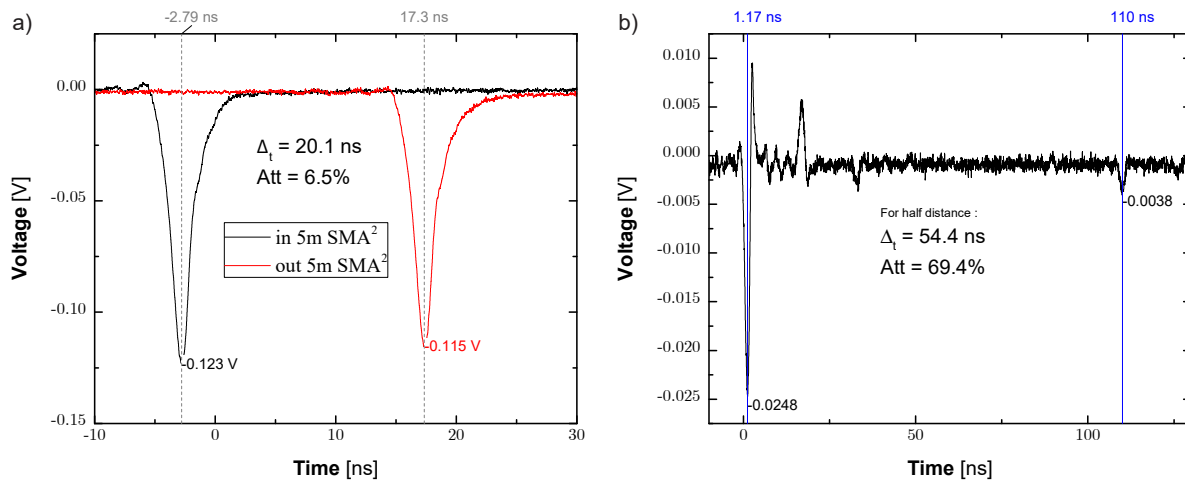 a)
-2.79 ns
17.3 ns
0.00
-0.05
-0.10
-0.15
Voltage [V]
Δt = 20.1 ns
Att = 6.5%
in 5m SMA²
out 5m SMA²
-0.123 V
-0.115 V
-10
0
10
20
30
Time [ns]
b)
1.17 ns
110 ns
0.010
0.005
0.000
-0.005
-0.010
-0.015
-0.020
-0.025
Voltage [V]
-0.0038
For half distance :
Δt = 54.4 ns
Att = 69.4%
-0.0248
0
50
100
Time [ns]